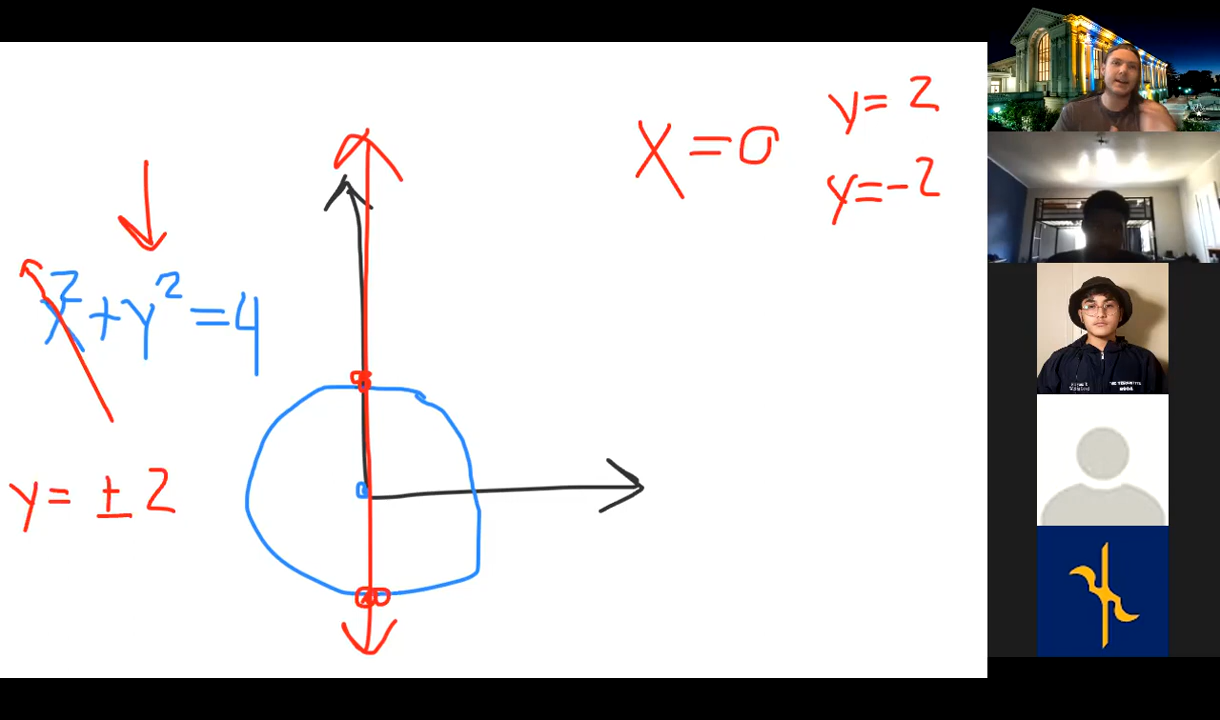 y = 2
x = 0
y = -2
x² + y² = 4
y = ± 2